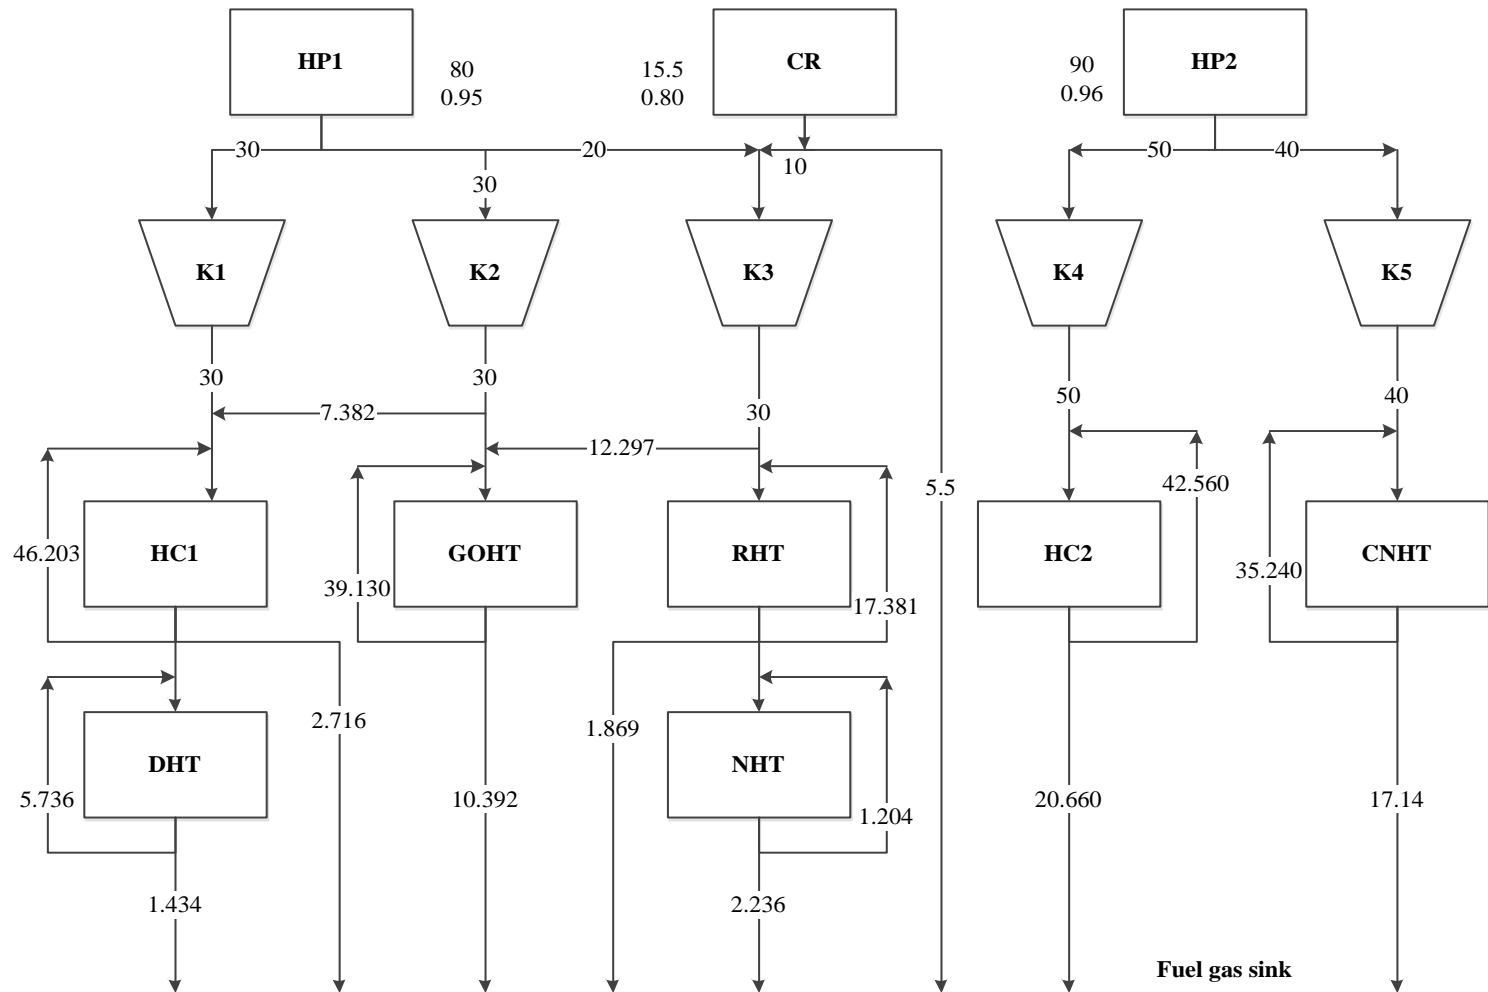 HP1
80
0.95
15.5
0.80
CR
90
0.96
HP2
30
20
10
50
40
30
K1
K2
K3
K4
K5
30
30
30
50
40
7.382
12.297
46.203
HC1
39.130
GOHT
RHT
17.381
5.5
HC2
42.560
35.240
CNHT
5.736
DHT
2.716
10.392
1.869
NHT
1.204
20.660
17.14
1.434
2.236
Fuel gas sink